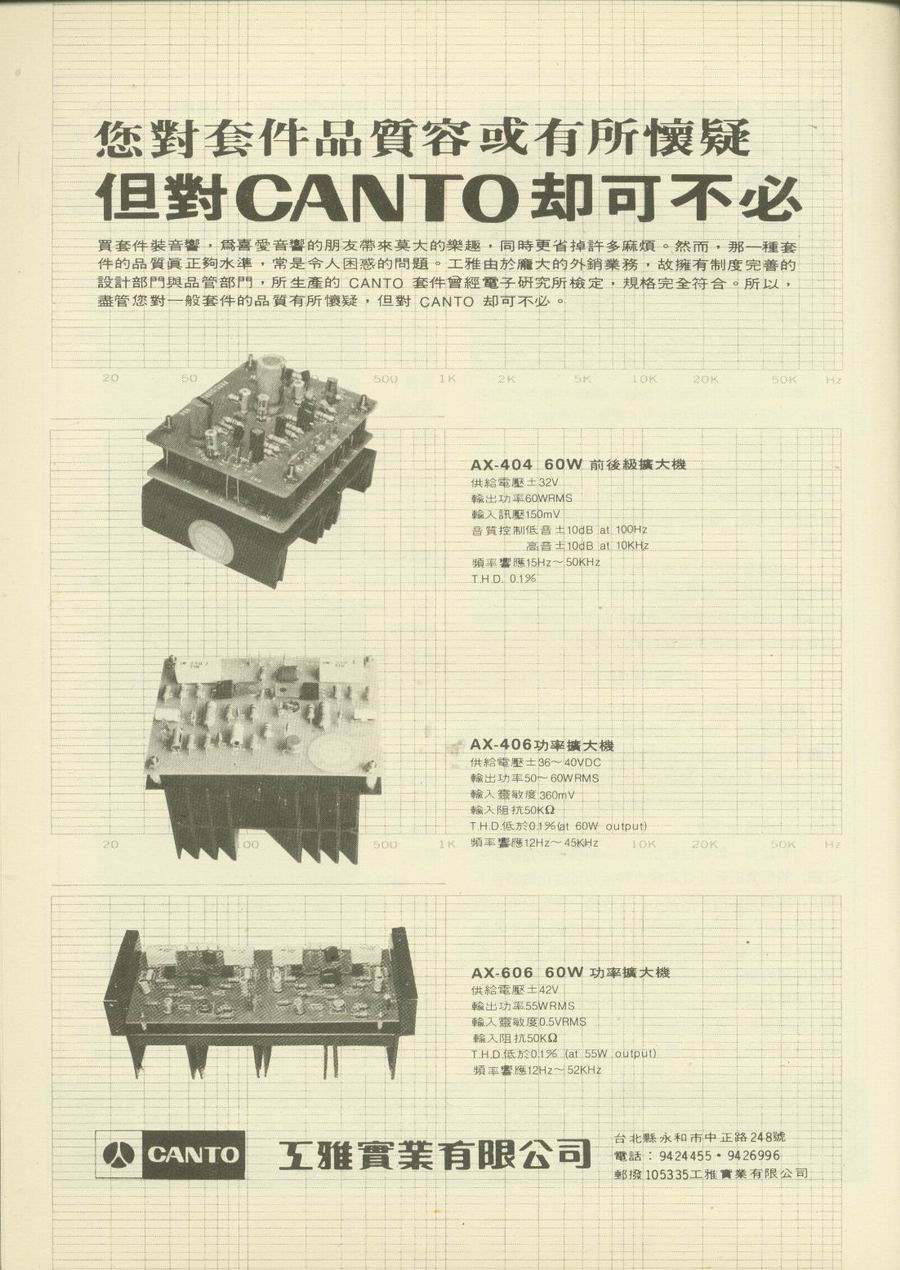 您對套件品質容或有所懷疑
但對CANTO却可不必
買套件裝音響，爲喜愛音響的朋友帶來莫大的樂趣，同時更省掉許多麻煩。然而，那一種套
件的品質眞正夠水準，常是令人困惑的問題。工雅由於龐大的外銷業務，故擁有制度完善的
設計部門與品管部門，所生產的 CANTO 套件曾經電子研究所檢定，規格完全符合。所以，
盡管您對一般套件的品質有所懷疑，但對 CANTO 却可不必。
20 50 500 1K 2K 5K 10K 20K 50K Hz
AX-404 60W 前後級擴大機
供給電壓±32V
輸出功率60WRMS
輸入訊壓150mV
音質控制低音±10dB at 100Hz
高音±10dB at 10KHz
頻率響應15Hz～50KHz
T.H.D. 0.1%
AX-406功率擴大機
供給電壓±36～40VDC
輸出功率50～60WRMS
輸入靈敏度360mV
輸入阻抗50KΩ
T.H.D.低於0.1%(at 60W output)
頻率響應12Hz～45KHz
20 100 500 1K 10K 20K 50K Hz
AX-606 60W 功率擴大機
供給電壓±42V
輸出功率55WRMS
輸入靈敏度0.5VRMS
輸入阻抗50KΩ
T.H.D.低於0.1% (at 55W output)
頻率響應12Hz～52KHz
CANTO 工雅實業有限公司
台北縣永和市中正路248號
電話：9424455・9426996
郵撥105335工雅實業有限公司